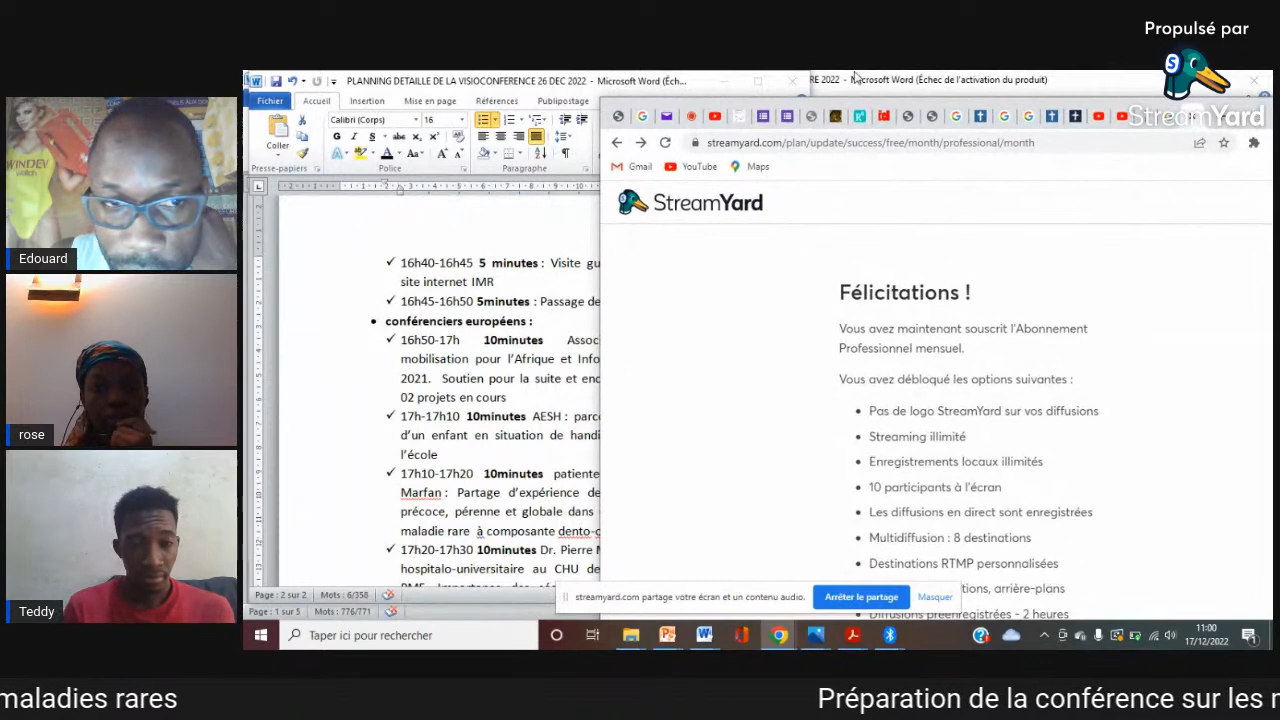 Propulsé par
StreamYard
WINDEV
Edouard
rose
Teddy
PLANNING DETAILLE DE LA VISIOCONFERENCE 26 DEC 2022 - Microsoft Word (Éch...
RE 2022 - Microsoft Word (Échec de l'activation du produit)
Fichier Accueil Insertion Mise en page Références Publipostage
Calibri (Corps) 16
Coller
Presse-papiers Police Paragraphe
16h40-16h45 5 minutes : Visite gu
site internet IMR
16h45-16h50 5minutes : Passage de
conférenciers européens :
16h50-17h 10minutes Assoc
mobilisation pour l'Afrique et Info
2021. Soutien pour la suite et enc
02 projets en cours
17h-17h10 10minutes AESH : parc
d'un enfant en situation de handi
l'école
17h10-17h20 10minutes patiente
Marfan : Partage d'expérience de
précoce, pérenne et globale dans
maladie rare à composante dento-c
17h20-17h30 10minutes Dr. Pierre M
hospitalo-universitaire au CHU de
Page : 2 sur 2 Mots : 6/358
Page : 1 sur 5 Mots : 776/771
streamyard.com/plan/update/success/free/month/professional/month
Gmail YouTube Maps
StreamYard
Félicitations !
Vous avez maintenant souscrit l'Abonnement
Professionnel mensuel.
Vous avez débloqué les options suivantes :
Pas de logo StreamYard sur vos diffusions
Streaming illimité
Enregistrements locaux illimités
10 participants à l'écran
Les diffusions en direct sont enregistrées
Multidiffusion : 8 destinations
Destinations RTMP personnalisées
tions, arrière-plans
Diffusions préenregistrées - 2 heures
streamyard.com partage votre écran et un contenu audio. Arrêter le partage Masquer
Taper ici pour rechercher
11:00
17/12/2022
maladies rares Préparation de la conférence sur les m